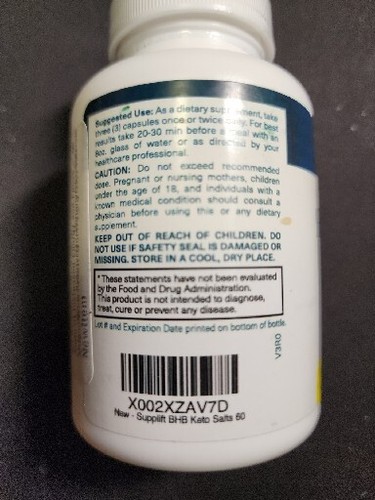 Suggested Use: As a dietary supplement, take
three (3) capsules once or twice daily. For best
results take 20-30 min before a meal with an
8oz. glass of water or as directed by your
healthcare professional.
CAUTION: Do not exceed recommended
dose. Pregnant or nursing mothers, children
under the age of 18, and individuals with a
known medical condition should consult a
physician before using this or any dietary
supplement.
KEEP OUT OF REACH OF CHILDREN. DO
NOT USE IF SAFETY SEAL IS DAMAGED OR
MISSING. STORE IN A COOL, DRY PLACE.
* These statements have not been evaluated
by the Food and Drug Administration.
This product is not intended to diagnose,
treat, cure or prevent any disease.
Lot # and Expiration Date printed on bottom of bottle.
V3R0
X002XZAV7D
New - Supplift BHB Keto Salts 60